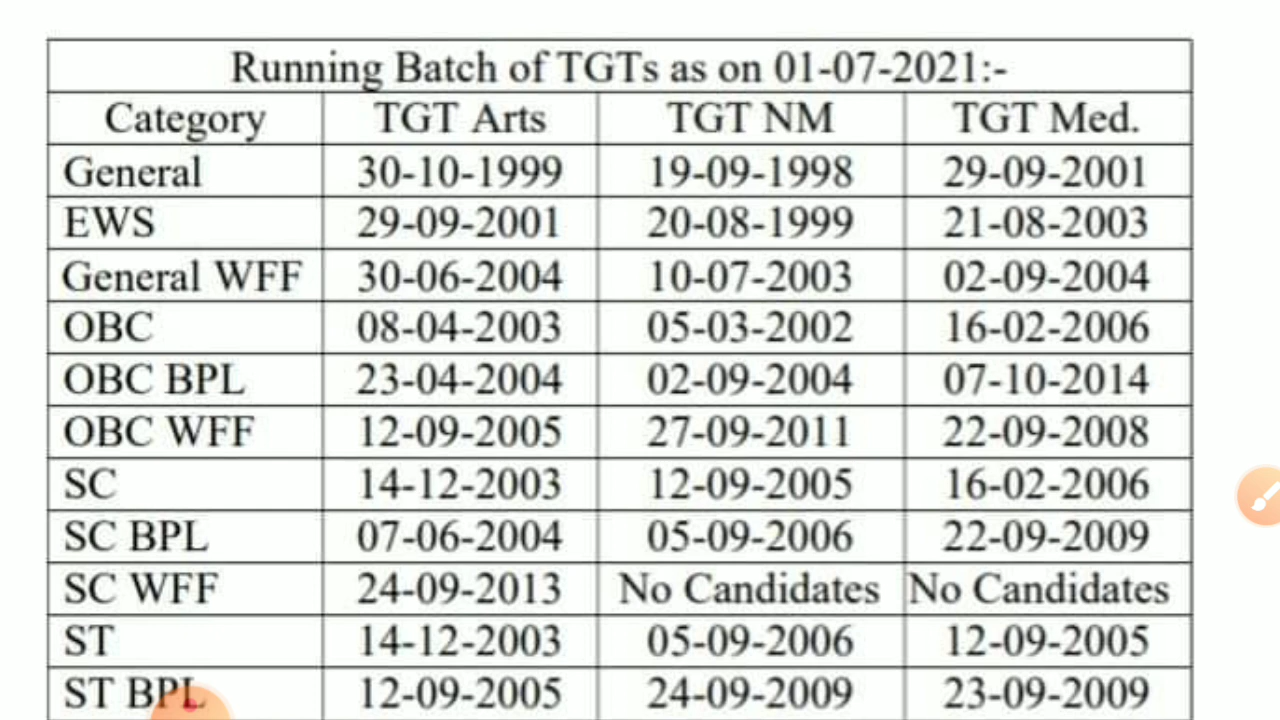 Running Batch of TGTs as on 01-07-2021:-
Category TGT Arts TGT NM TGT Med.
General 30-10-1999 19-09-1998 29-09-2001
EWS 29-09-2001 20-08-1999 21-08-2003
General WFF 30-06-2004 10-07-2003 02-09-2004
OBC 08-04-2003 05-03-2002 16-02-2006
OBC BPL 23-04-2004 02-09-2004 07-10-2014
OBC WFF 12-09-2005 27-09-2011 22-09-2008
SC 14-12-2003 12-09-2005 16-02-2006
SC BPL 07-06-2004 05-09-2006 22-09-2009
SC WFF 24-09-2013 No Candidates No Candidates
ST 14-12-2003 05-09-2006 12-09-2005
ST BPL 12-09-2005 24-09-2009 23-09-2009